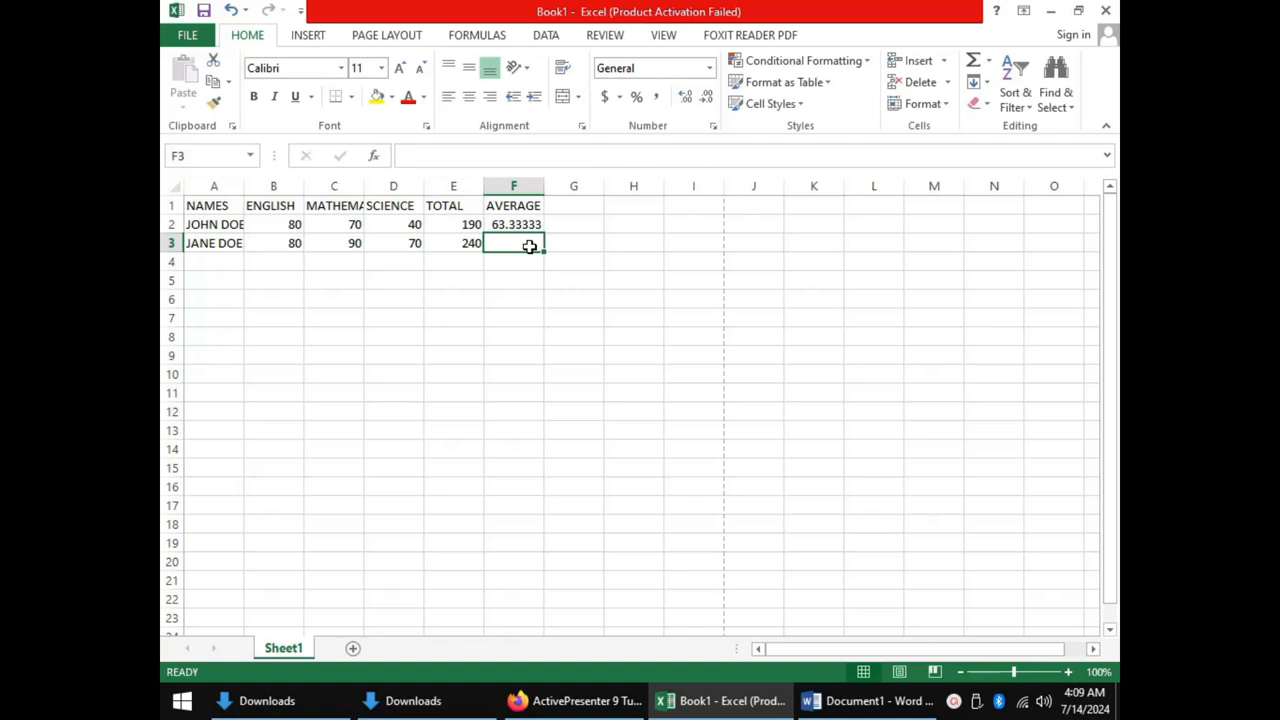 Book1 - Excel (Product Activation Failed)
FILE HOME INSERT PAGE LAYOUT FORMULAS DATA REVIEW VIEW FOXIT READER PDF Sign in
Paste
Calibri 11
B I U
General
$ % ,
Conditional Formatting
Format as Table
Cell Styles
Insert
Delete
Format
Sort & Filter
Find & Select
Clipboard Font Alignment Number Styles Cells Editing
F3 fx
A B C D E F G H I J K L M N O
1 NAMES ENGLISH MATHEMA SCIENCE TOTAL AVERAGE
2 JOHN DOE 80 70 40 190 63.33333
3 JANE DOE 80 90 70 240
4
5
6
7
8
9
10
11
12
13
14
15
16
17
18
19
20
21
22
23
24
Sheet1
READY 100%
Downloads Downloads ActivePresenter 9 Tu... Book1 - Excel (Prod... Document1 - Word ... 4:09 AM
7/14/2024